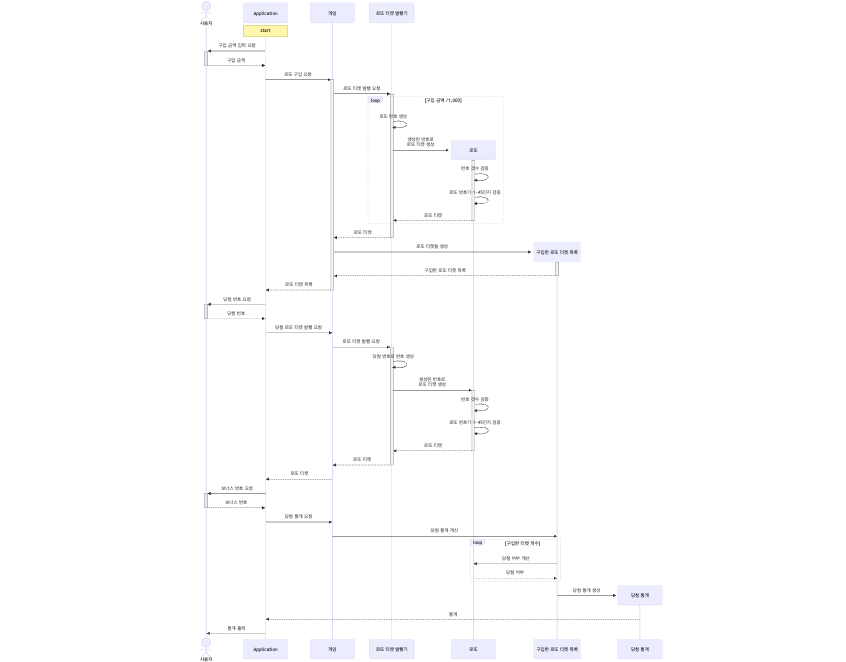 사용자
Application
게임
로또 티켓 발행기
start
구입 금액 입력 요청
구입 금액
로또 구입 요청
로또 티켓 발행 요청
loop
[구입 금액 /1,000]
로또 번호 생성
생성된 번호로
로또 티켓 생성
로또
번호 갯수 검증
로또 번호가 1~45인지 검증
로또 티켓
로또 티켓
로또 티켓들 생성
구입한 로또 티켓 목록
구입한 로또 티켓 목록
로또 티켓 목록
당첨 번호 요청
당첨 번호
당첨 로또 티켓 발행 요청
로또 티켓 발행 요청
당첨 번호로 번호 생성
생성된 번호로
로또 티켓 생성
번호 갯수 검증
로또 번호가 1~45인지 검증
로또 티켓
로또 티켓
로또 티켓
보너스 번호 요청
보너스 번호
당첨 통계 요청
당첨 통계 계산
loop
[구입한 티켓 개수]
당첨 여부 계산
당첨 여부
당첨 통계 생성
당첨 통계
통계
통계 출력
사용자
Application
게임
로또 티켓 발행기
로또
구입한 로또 티켓 목록
당첨 통계